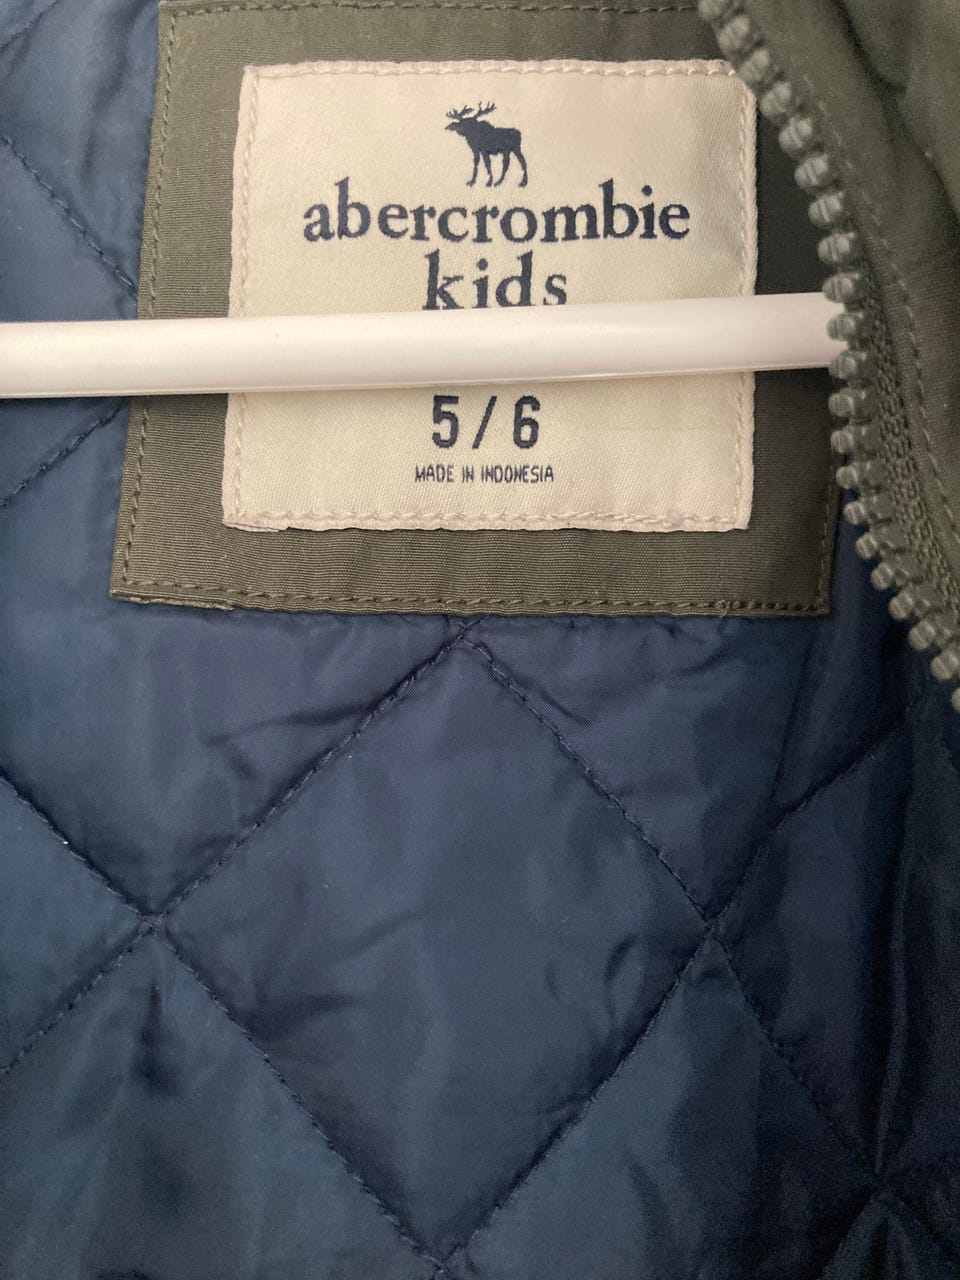 abercrombie
kids
5/6
MADE IN INDONESIA